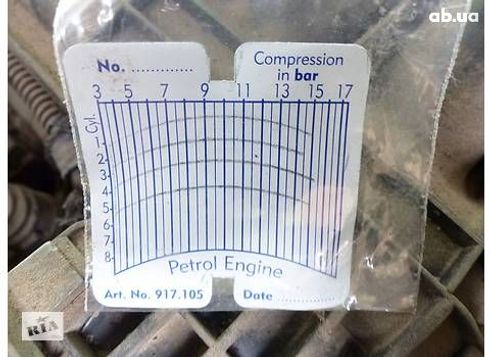 ab.ua
No. ..............
Compression
in bar
3 5 7 9 11 13 15 17
Cyl.
1
2
3
4
5
6
7
8
Petrol Engine
Art. No. 917.105
Date ..............
RIA